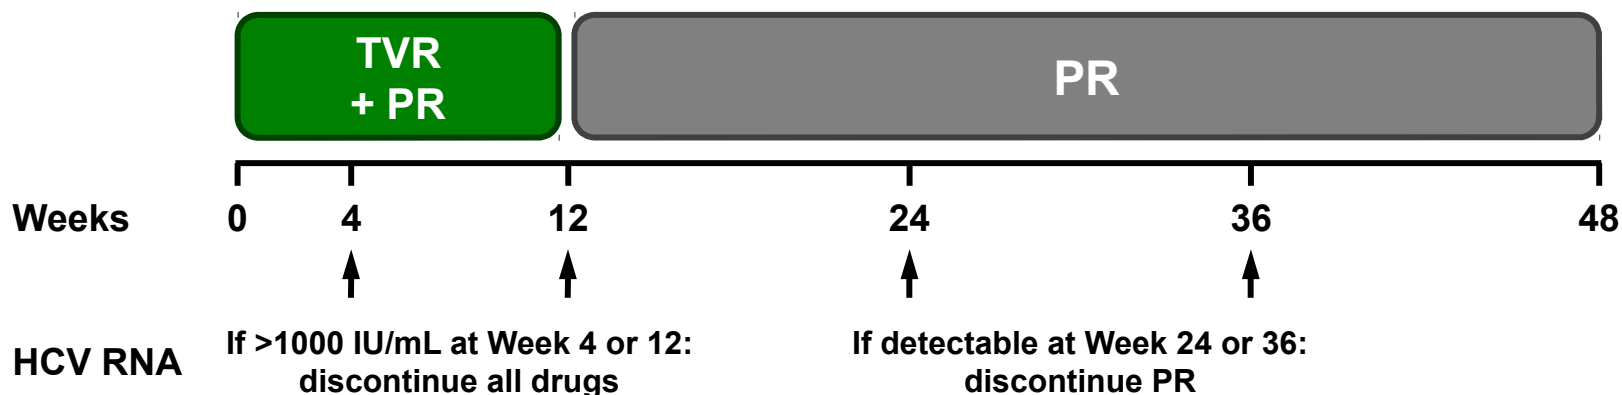 TVR
+ PR
PR
Weeks 0 4 12 24 36 48
HCV RNA
If >1000 IU/mL at Week 4 or 12:
discontinue all drugs
If detectable at Week 24 or 36:
discontinue PR